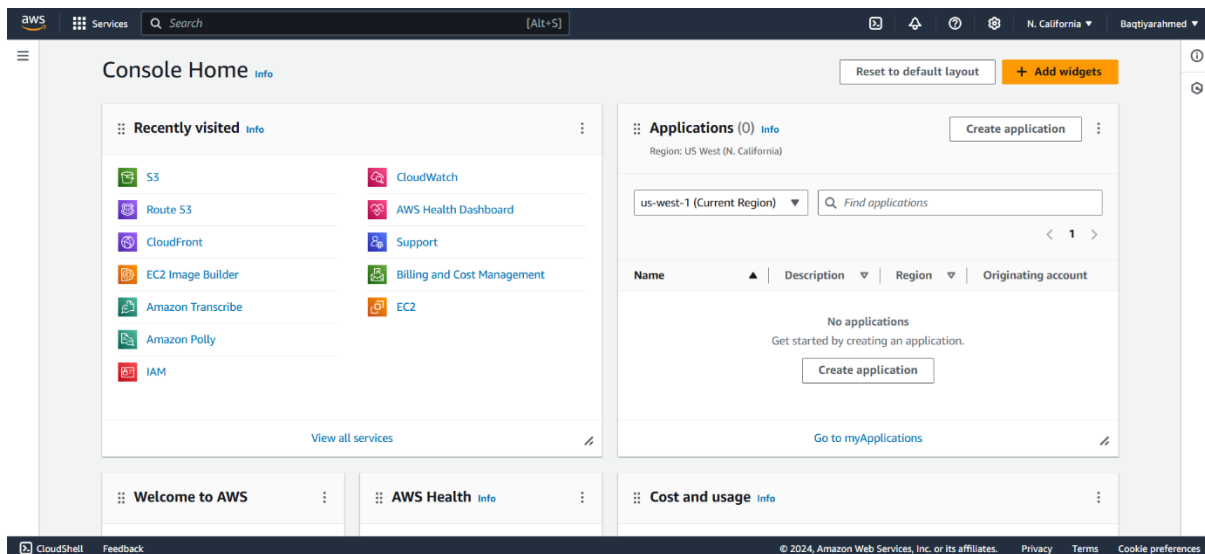 aws
Services
Search
[Alt+S]
N. California
Baqtiyarahmed
Console Home Info
Reset to default layout
+ Add widgets
Recently visited Info
S3
Route 53
CloudFront
EC2 Image Builder
Amazon Transcribe
Amazon Polly
IAM
CloudWatch
AWS Health Dashboard
Support
Billing and Cost Management
EC2
View all services
Applications (0) Info
Create application
Region: US West (N. California)
us-west-1 (Current Region)
Find applications
1
Name Description Region Originating account
No applications
Get started by creating an application.
Create application
Go to myApplications
Welcome to AWS
AWS Health Info
Cost and usage Info
CloudShell Feedback
© 2024, Amazon Web Services, Inc. or its affiliates. Privacy Terms Cookie preferences